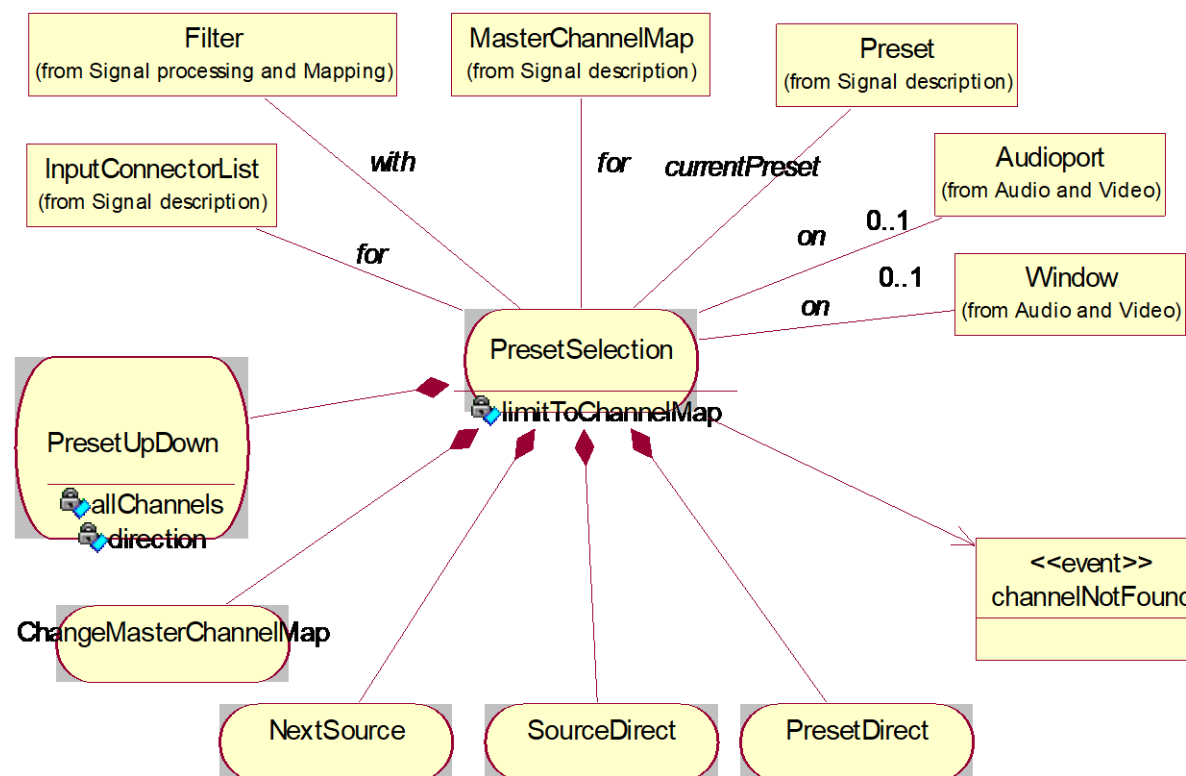 Filter
(from Signal processing and Mapping)
MasterChannelMap
(from Signal description)
Preset
(from Signal description)
with
for
currentPreset
InputConnectorList
(from Signal description)
Audioport
(from Audio and Video)
for
on
0..1
0..1
on
Window
(from Audio and Video)
PresetSelection
limitToChannelMap
PresetUpDown
allChannels
direction
<<event>>
channelNotFound
ChangeMasterChannelMap
NextSource
SourceDirect
PresetDirect